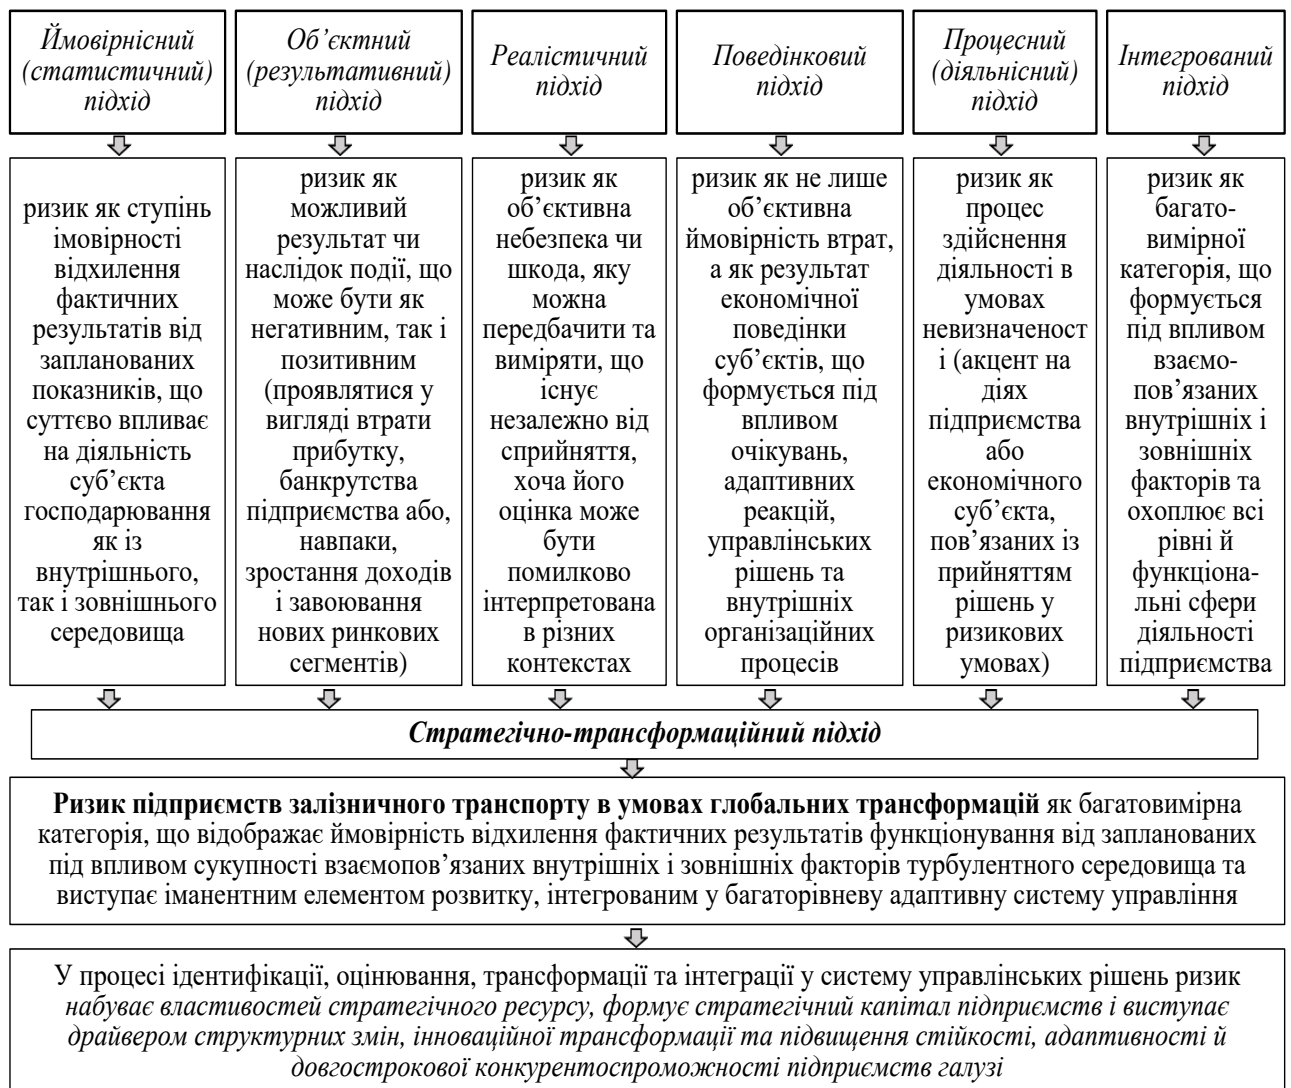 Ймовірнісний
(статистичний)
підхід
Об’єктний
(результативний)
підхід
Реалістичний
підхід
Поведінковий
підхід
Процесний
(діяльнісний)
підхід
Інтегрований
підхід
ризик як ступінь
імовірності
відхилення
фактичних
результатів від
запланованих
показників, що
суттєво впливає
на діяльність
суб’єкта
господарювання
як із
внутрішнього,
так і зовнішнього
середовища
ризик як
можливий
результат чи
наслідок події, що
може бути як
негативним, так і
позитивним
(проявлятися у
вигляді втрати
прибутку,
банкрутства
підприємства або,
навпаки,
зростання доходів
і завоювання
нових ринкових
сегментів)
ризик як
об’єктивна
небезпека чи
шкода, яку
можна
передбачити та
виміряти, що
існує
незалежно від
сприйняття,
хоча його
оцінка може
бути
помилково
інтерпретована
в різних
контекстах
ризик як не лише
об’єктивна
ймовірність втрат,
а як результат
економічної
поведінки
суб’єктів, що
формується під
впливом
очікувань,
адаптивних
реакцій,
управлінських
рішень та
внутрішніх
організаційних
процесів
ризик як
процес
здійснення
діяльності в
умовах
невизначеност
і (акцент на
діях
підприємства
або
економічного
суб’єкта,
пов’язаних із
прийняттям
рішень у
ризикових
умовах)
ризик як
багато-
вимірної
категорія, що
формується
під впливом
взаємо-
пов’язаних
внутрішніх і
зовнішніх
факторів та
охоплює всі
рівні й
функціона-
льні сфери
діяльності
підприємства
Стратегічно-трансформаційний підхід
Ризик підприємств залізничного транспорту в умовах глобальних трансформацій як багатовимірна
категорія, що відображає ймовірність відхилення фактичних результатів функціонування від запланованих
під впливом сукупності взаємопов’язаних внутрішніх і зовнішніх факторів турбулентного середовища та
виступає іманентним елементом розвитку, інтегрованим у багаторівневу адаптивну систему управління
У процесі ідентифікації, оцінювання, трансформації та інтеграції у систему управлінських рішень ризик
набуває властивостей стратегічного ресурсу, формує стратегічний капітал підприємств і виступає
драйвером структурних змін, інноваційної трансформації та підвищення стійкості, адаптивності й
довгострокової конкурентоспроможності підприємств галузі